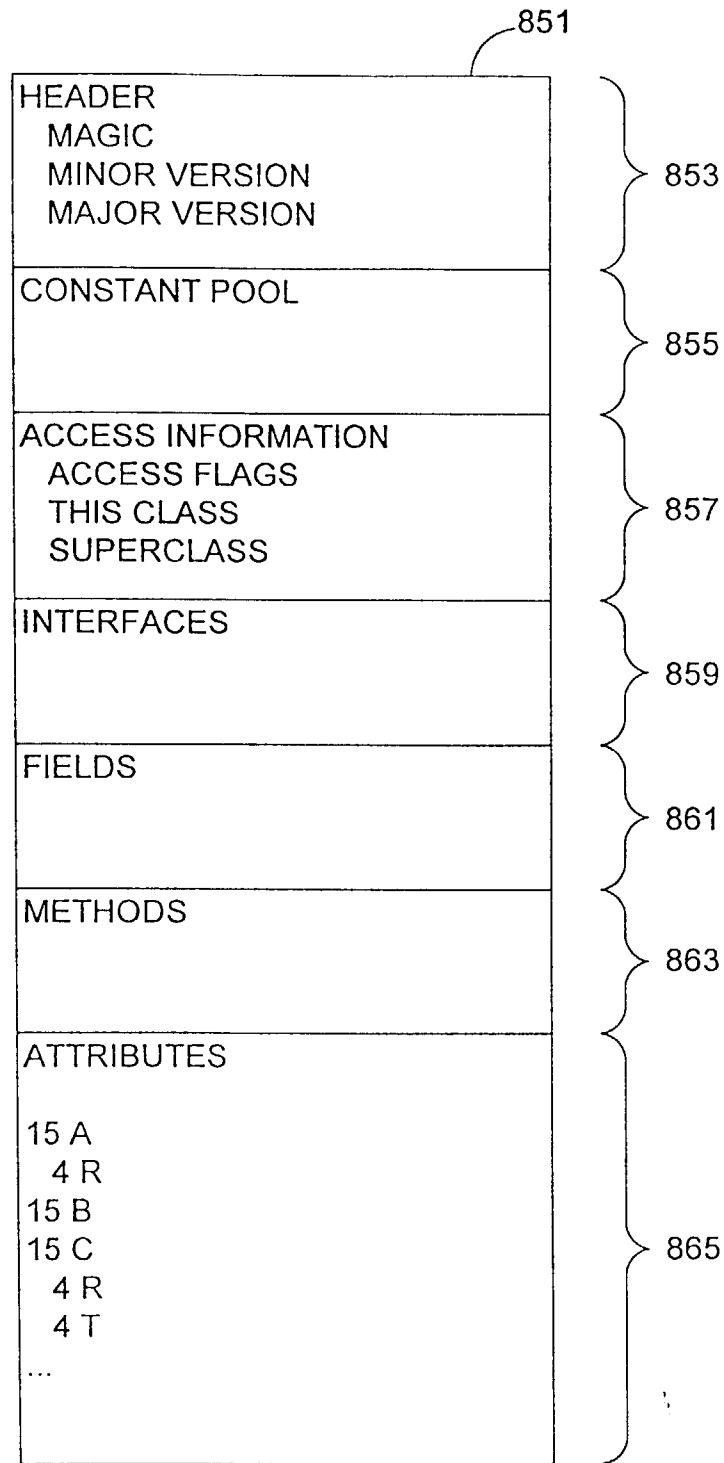 851
HEADER
MAGIC
MINOR VERSION
MAJOR VERSION
853
CONSTANT POOL
855
ACCESS INFORMATION
ACCESS FLAGS
THIS CLASS
SUPERCLASS
857
INTERFACES
859
FIELDS
861
METHODS
863
ATTRIBUTES
15 A
4 R
15 B
15 C
4 R
4 T
...
865